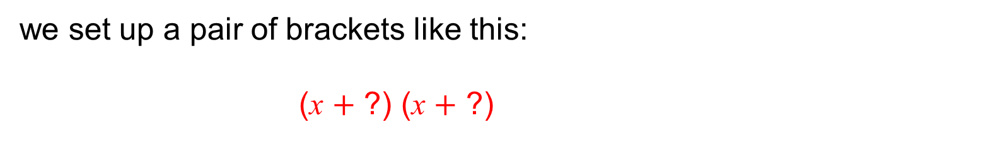 we set up a pair of brackets like this:
(x + ?) (x + ?)